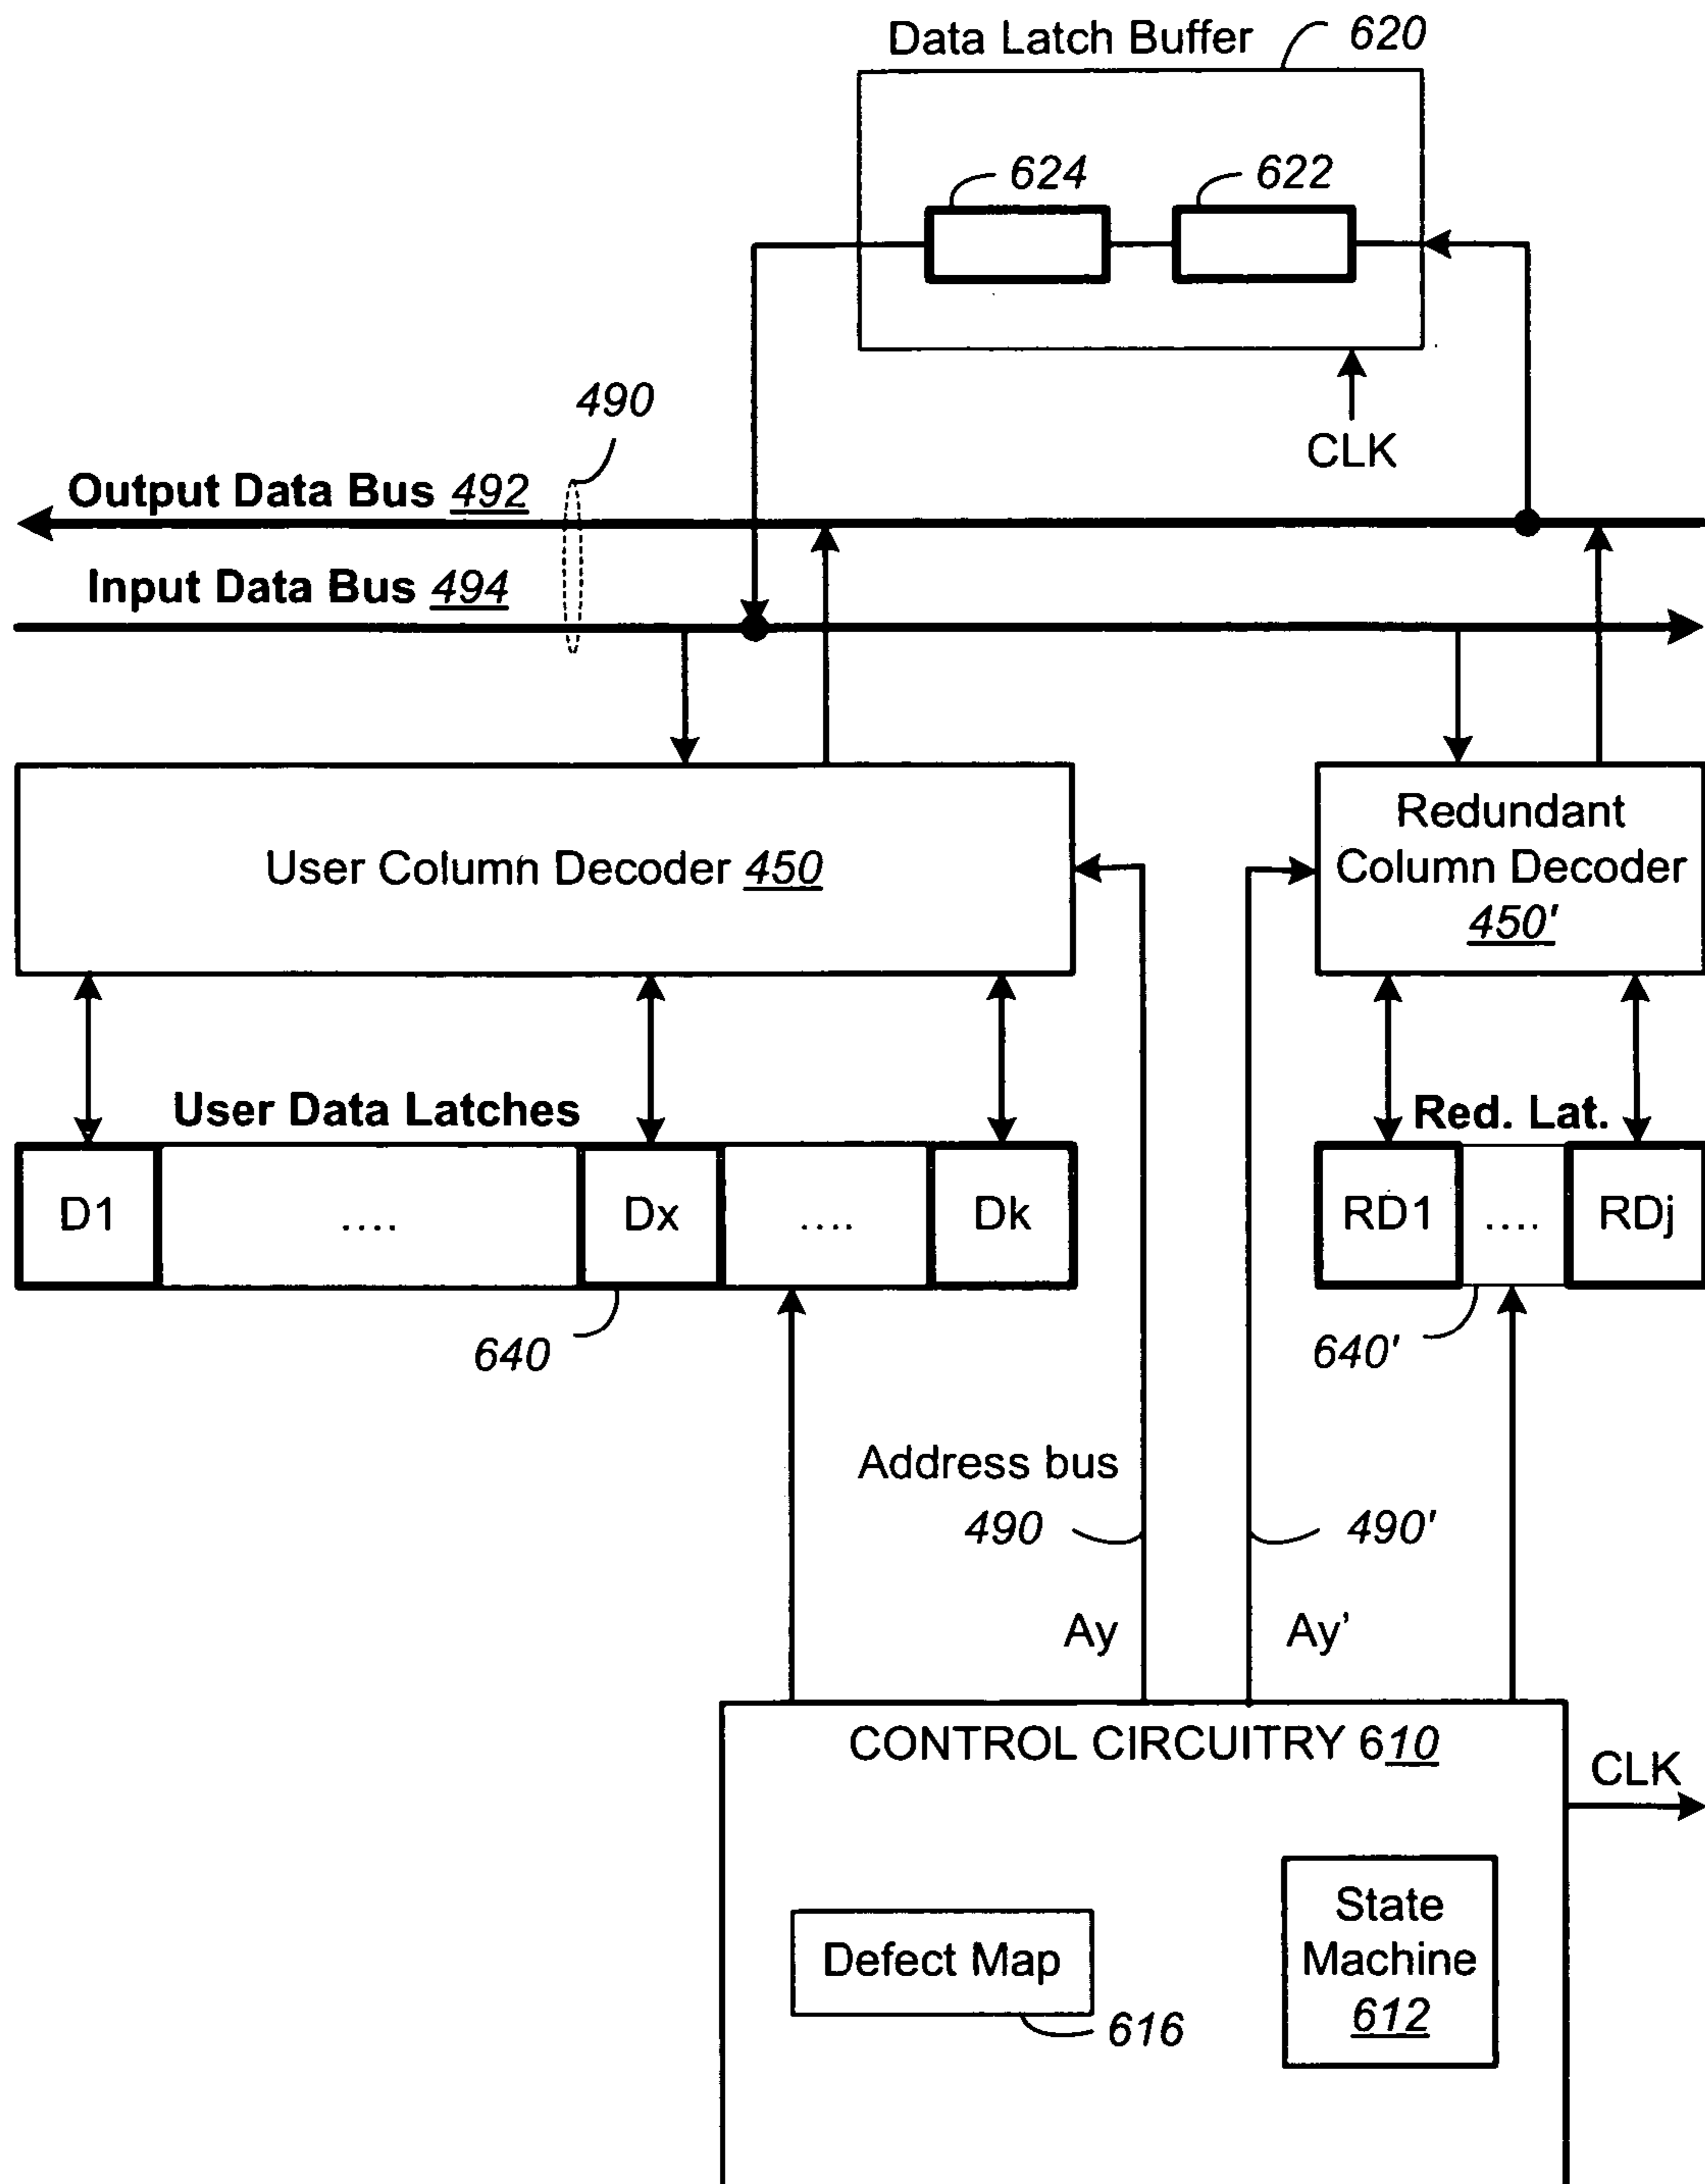 Data Latch Buffer 620
624 622
CLK
490
Output Data Bus 492
Input Data Bus 494
User Column Decoder 450
Redundant
Column Decoder
450'
User Data Latches
Red. Lat.
D1 .... Dx .... Dk
RD1 .... RDj
640
640'
Address bus
490
490'
Ay
Ay’
CONTROL CIRCUITRY 610
CLK
State
Machine
612
Defect Map
616